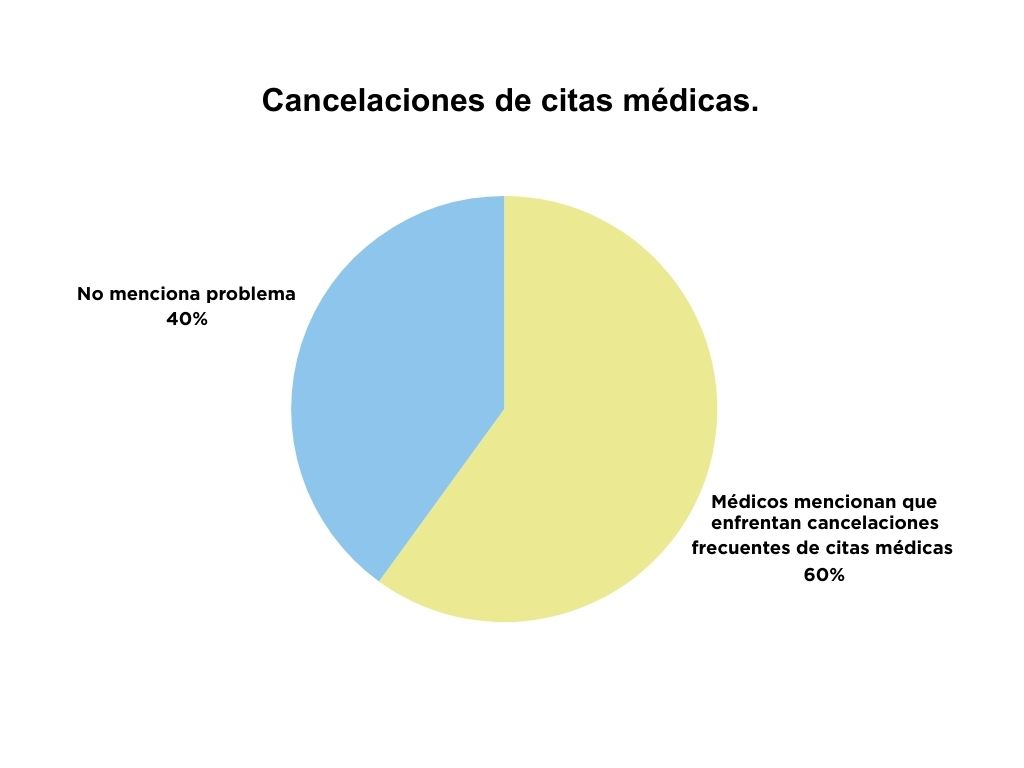 Cancelaciones de citas médicas.
No menciona problema
40%
Médicos mencionan que
enfrentan cancelaciones
frecuentes de citas médicas
60%